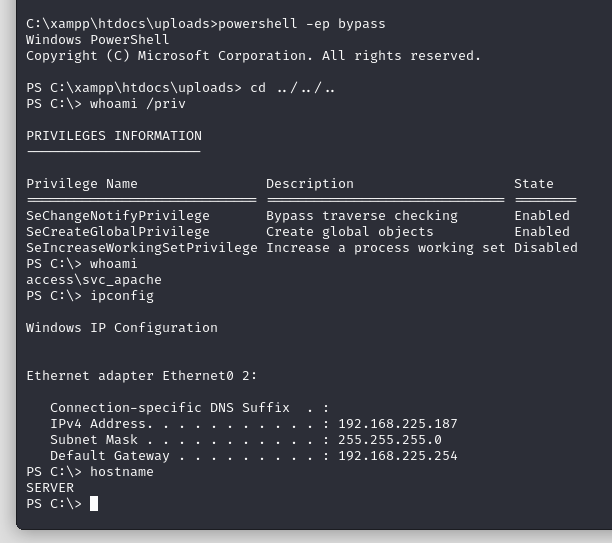 C:\xampp\htdocs\uploads>powershell -ep bypass
Windows PowerShell
Copyright (C) Microsoft Corporation. All rights reserved.
PS C:\xampp\htdocs\uploads> cd ../../..
PS C:\> whoami /priv
PRIVILEGES INFORMATION
----------------------
Privilege Name Description State
============================= ============================== ========
SeChangeNotifyPrivilege Bypass traverse checking Enabled
SeCreateGlobalPrivilege Create global objects Enabled
SeIncreaseWorkingSetPrivilege Increase a process working set Disabled
PS C:\> whoami
access\svc_apache
PS C:\> ipconfig
Windows IP Configuration
Ethernet adapter Ethernet0 2:
Connection-specific DNS Suffix . :
IPv4 Address. . . . . . . . . . . : 192.168.225.187
Subnet Mask . . . . . . . . . . . : 255.255.255.0
Default Gateway . . . . . . . . . : 192.168.225.254
PS C:\> hostname
SERVER
PS C:\>